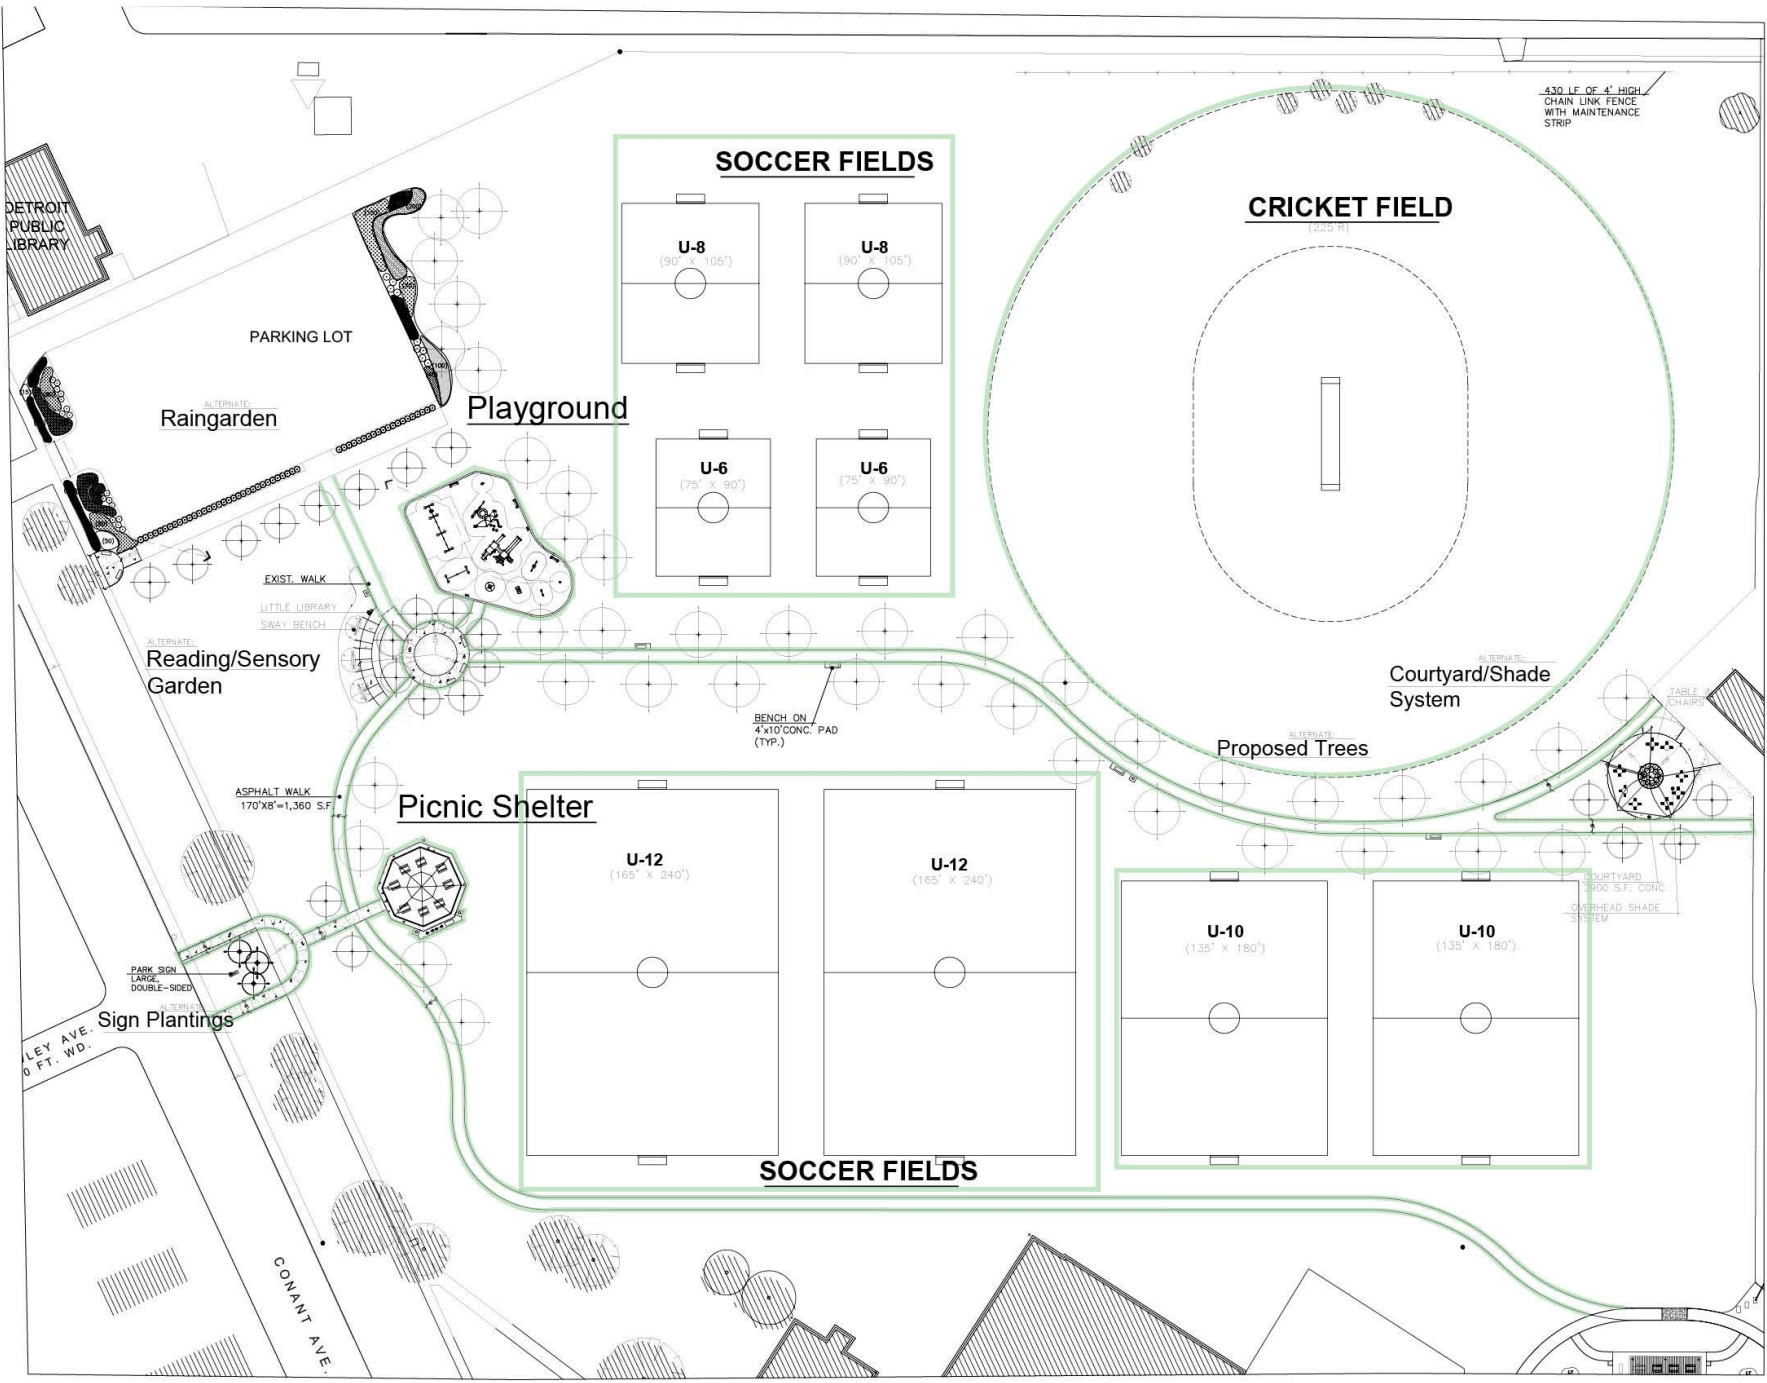 430 LF OF 4' HIGH
CHAIN LINK FENCE
WITH MAINTENANCE
STRIP
SOCCER FIELDS
CRICKET FIELD
(225'R)
DETROIT
PUBLIC
LIBRARY
U-8
(90' X 105')
U-8
(90' X 105')
PARKING LOT
ALTERNATE:
Raingarden
Playground
(100)
U-6
(75' X 90')
U-6
(75' X 90')
(50)
EXIST. WALK
LITTLE LIBRARY
SWAY BENCH
ALTERNATE:
Reading/Sensory
Garden
ALTERNATE:
Courtyard/Shade
System
TABLE &
CHAIRS
BENCH ON
4'x10'CONC. PAD
(TYP.)
ALTERNATE:
Proposed Trees
ASPHALT WALK
170'X8'=1,360 S.F.
Picnic Shelter
U-12
(165' X 240')
U-12
(165' X 240')
COURTYARD
2900 S.F. CONC.
OVERHEAD SHADE
SYSTEM
U-10
(135' X 180')
U-10
(135' X 180')
PARK SIGN
LARGE,
DOUBLE-SIDED
ALTERNATE:
Sign Plantings
LEY AVE.
0 FT. WD.
SOCCER FIELDS
CONANT AVE.